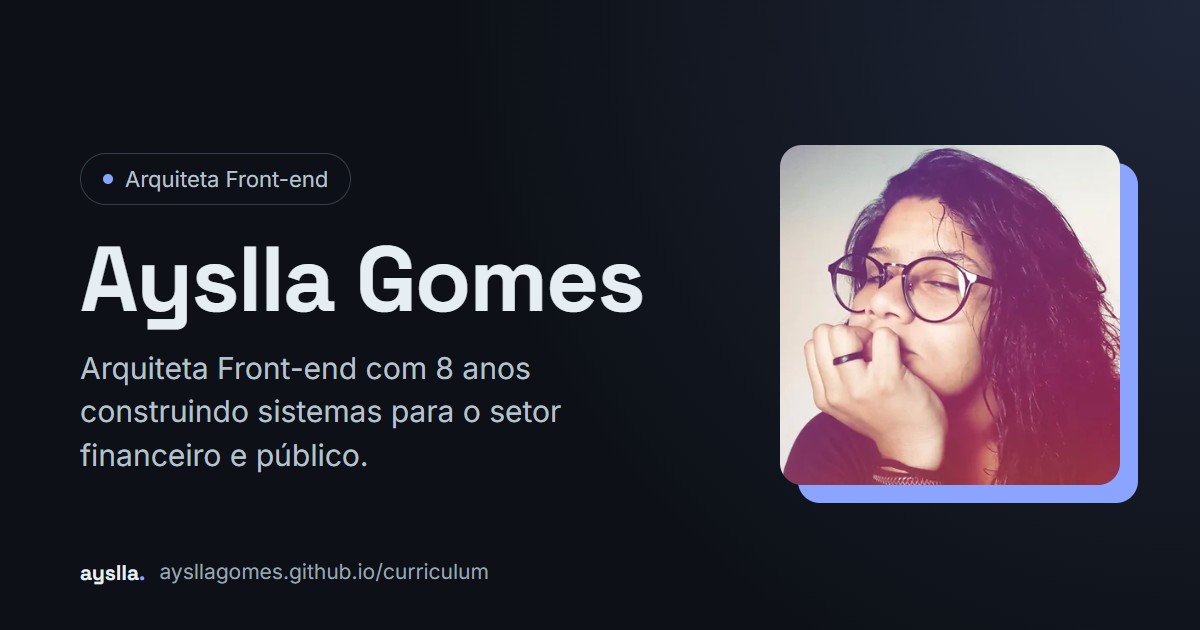 Arquiteta Front-end
Ayslla Gomes
Arquiteta Front-end com 8 anos
construindo sistemas para o setor
financeiro e público.
ayslla. aysllagomes.github.io/curriculum